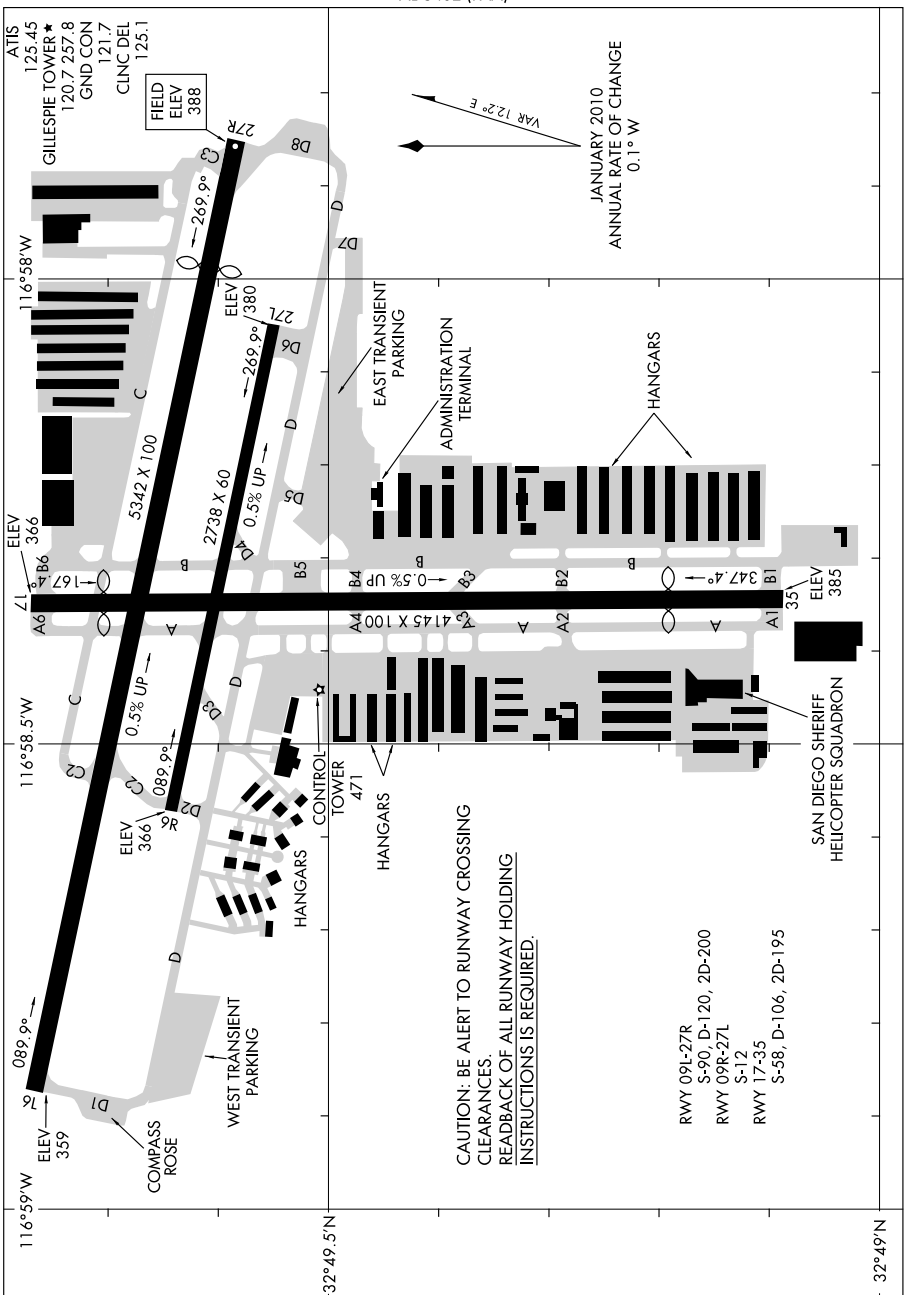 AL-5402 (FAA)
ATIS
125.45
GILLESPIE TOWER ★
120.7 257.8
GND CON
121.7
CLNC DEL
125.1
FIELD
ELEV
388
27R
C3
D8
269.9°
D
D7
VAR 12.2° E
JANUARY 2010
ANNUAL RATE OF CHANGE
0.1° W
116°58'W
ELEV
380
27L
D6
269.9°
EAST TRANSIENT
PARKING
ADMINISTRATION
TERMINAL
HANGARS
C
5342 X 100
2738 X 60
0.5% UP
D
D5
D4
ELEV
366
17
B6
167.4°
B
B5
B4
B
0.5% UP
B3
B2
B
347.4°
B1
A6
A
A4
4145 X 100
A3
A
A2
A
A1
35
ELEV
385
116°58.5'W
C
C2
C2
0.5% UP
089.9°
D3
D
D2
ELEV
366
9R
CONTROL
TOWER
471
HANGARS
HANGARS
SAN DIEGO SHERIFF
HELICOPTER SQUADRON
089.9°
9L
ELEV
359
D1
D
COMPASS
ROSE
WEST TRANSIENT
PARKING
CAUTION: BE ALERT TO RUNWAY CROSSING
CLEARANCES.
READBACK OF ALL RUNWAY HOLDING
INSTRUCTIONS IS REQUIRED.
RWY 09L-27R
S-90, D-120, 2D-200
RWY 09R-27L
S-12
RWY 17-35
S-58, D-106, 2D-195
116°59'W
32°49.5'N
32°49'N